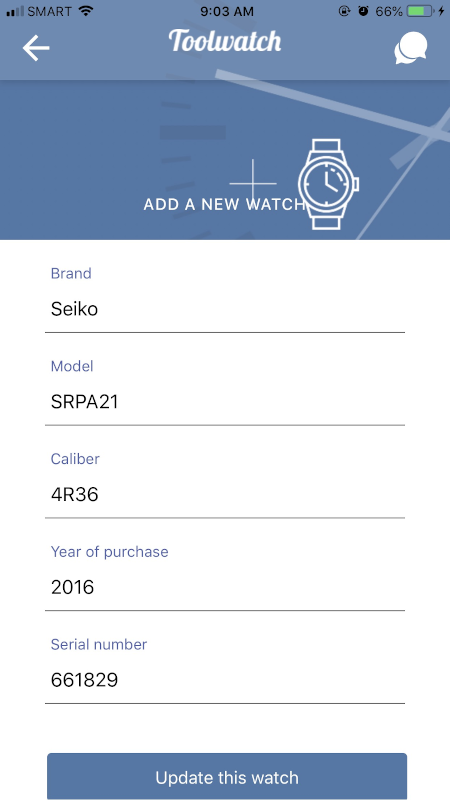 SMART 9:03 AM 66%
Toolwatch
ADD A NEW WATCH
Brand
Seiko
Model
SRPA21
Caliber
4R36
Year of purchase
2016
Serial number
661829
Update this watch